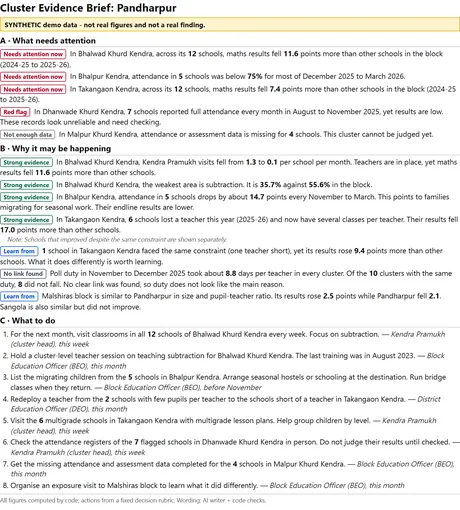 Cluster Evidence Brief: Pandharpur
SYNTHETIC demo data - not real figures and not a real finding.
A · What needs attention
Needs attention now In Bhalwad Khurd Kendra, across its 12 schools, maths results fell 11.6 points more than other schools in the block
(2024-25 to 2025-26).
Needs attention now In Bhalpur Kendra, attendance in 5 schools was below 75% for most of December 2025 to March 2026.
Needs attention now In Takangaon Kendra, across its 12 schools, maths results fell 7.4 points more than other schools in the block (2024-25
to 2025-26).
Red flag In Dhanwade Khurd Kendra, 7 schools reported full attendance every month in August to November 2025, yet results are low.
These records look unreliable and need checking.
Not enough data In Malpur Khurd Kendra, attendance or assessment data is missing for 4 schools. This cluster cannot be judged yet.
B · Why it may be happening
Strong evidence In Bhalwad Khurd Kendra, Kendra Pramukh visits fell from 1.3 to 0.1 per school per month. Teachers are in place, yet maths
results fell 11.6 points more than other schools.
Strong evidence In Bhalwad Khurd Kendra, the weakest area is subtraction. It is 35.7% against 55.6% in the block.
Strong evidence In Bhalpur Kendra, attendance in 5 schools drops by about 14.7 points every November to March. This points to families
migrating for seasonal work. Their endline results are lower.
Strong evidence In Takangaon Kendra, 6 schools lost a teacher this year (2025-26) and now have several classes per teacher. Their results fell
17.0 points more than other schools.
Note: Schools that improved despite the same constraint are shown separately.
Learn from 1 school in Takangaon Kendra faced the same constraint (one teacher short), yet its results rose 9.4 points more than other
schools. What it does differently is worth learning.
No link found Poll duty in November to December 2025 took about 8.8 days per teacher in every cluster. Of the 10 clusters with the same
duty, 8 did not fall. No clear link was found, so duty does not look like the main reason.
Learn from Malshiras block is similar to Pandharpur in size and pupil-teacher ratio. Its results rose 2.5 points while Pandharpur fell 2.1.
Sangola is also similar but did not improve.
C · What to do
1. For the next month, visit classrooms in all 12 schools of Bhalwad Khurd Kendra every week. Focus on subtraction. — Kendra Pramukh
(cluster head), this week
2. Hold a cluster-level teacher session on teaching subtraction for Bhalwad Khurd Kendra. The last training was in August 2023. — Block
Education Officer (BEO), this month
3. List the migrating children from the 5 schools in Bhalpur Kendra. Arrange seasonal hostels or schooling at the destination. Run bridge
classes when they return. — Block Education Officer (BEO), before November
4. Redeploy a teacher from the 2 schools with few pupils per teacher to the schools short of a teacher in Takangaon Kendra. — District
Education Officer (DEO), this month
5. Visit the 6 multigrade schools in Takangaon Kendra with multigrade lesson plans. Help group children by level. — Kendra Pramukh
(cluster head), this month
6. Check the attendance registers of the 7 flagged schools in Dhanwade Khurd Kendra in person. Do not judge their results until checked. —
Kendra Pramukh (cluster head), this month
7. Get the missing attendance and assessment data completed for the 4 schools in Malpur Khurd Kendra. — Block Education Officer (BEO),
this month
8. Organise an exposure visit to Malshiras block to learn what it did differently. — Block Education Officer (BEO), this month
All figures computed by code; actions from a fixed decision rubric. Wording: AI writer + code checks.